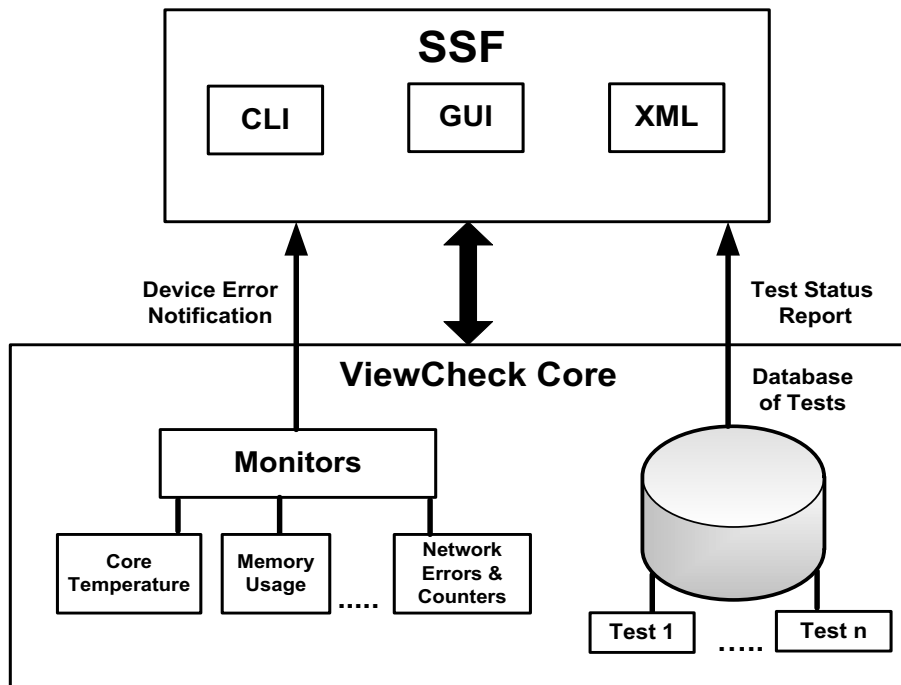 SSF
CLI
GUI
XML
Device Error
Notification
Test Status
Report
ViewCheck Core
Database
of Tests
Monitors
Core
Temperature
Memory
Usage
.....
Network
Errors &
Counters
Test 1
.....
Test n